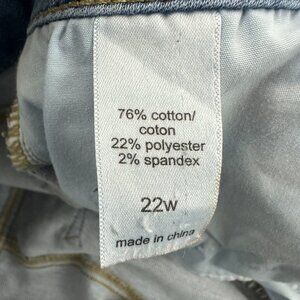 76% cotton/
coton
22% polyester
2% spandex
22w
made in china